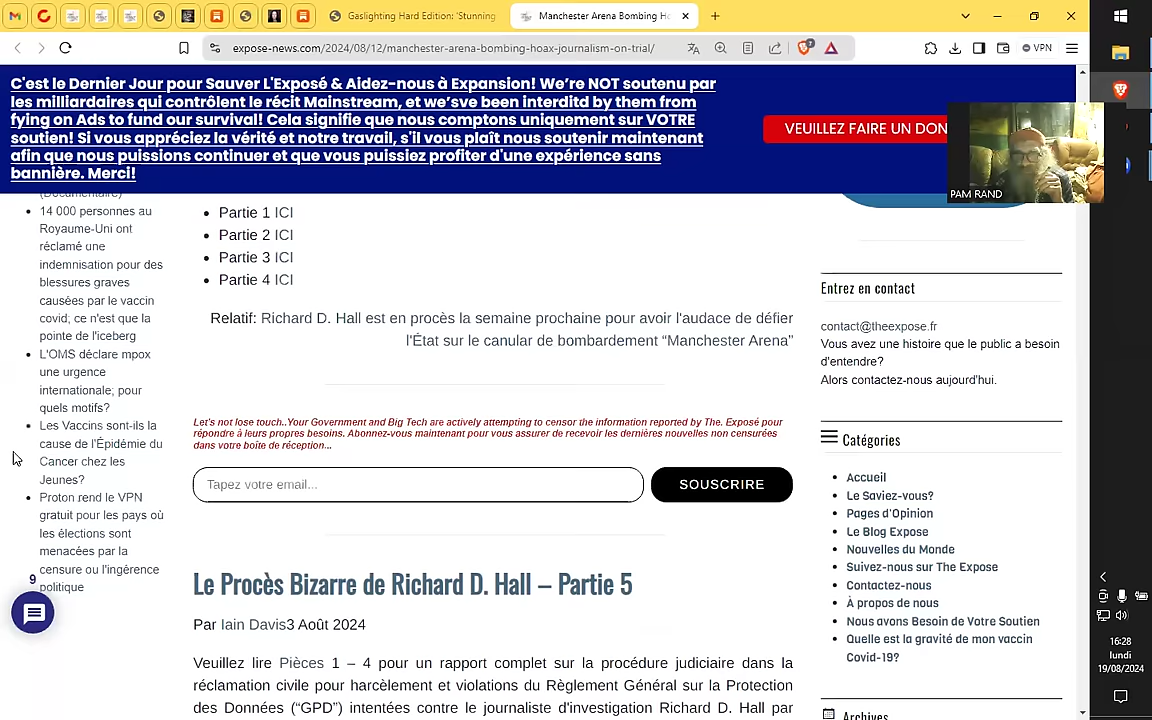 Gaslighting Hard Edition: 'Stunning
Manchester Arena Bombing Ho
expose-news.com/2024/08/12/manchester-arena-bombing-hoax-journalism-on-trial/
VPN
C'est le Dernier Jour pour Sauver L'Exposé & Aidez-nous à Expansion! We're NOT soutenu par
les milliardaires qui contrôlent le récit Mainstream, et we'sve been interditd by them from
fying on Ads to fund our survival! Cela signifie que nous comptons uniquement sur VOTRE
soutien! Si vous appréciez la vérité et notre travail, s'il vous plaît nous soutenir maintenant
afin que nous puissions continuer et que vous puissiez profiter d'une expérience sans
bannière. Merci!
VEUILLEZ FAIRE UN DON
PAM RAND
(Documentaire)
14 000 personnes au
Royaume-Uni ont
réclamé une
indemnisation pour des
blessures graves
causées par le vaccin
covid; ce n'est que la
pointe de l'iceberg
L'OMS déclare mpox
une urgence
internationale; pour
quels motifs?
Les Vaccins sont-ils la
cause de l'Épidémie du
Cancer chez les
Jeunes?
Proton rend le VPN
gratuit pour les pays où
les élections sont
menacées par la
censure ou l'ingérence
politique
9
Partie 1 ICI
Partie 2 ICI
Partie 3 ICI
Partie 4 ICI
Relatif: Richard D. Hall est en procès la semaine prochaine pour avoir l'audace de défier
l'État sur le canular de bombardement “Manchester Arena”
Let's not lose touch..Your Government and Big Tech are actively attempting to censor the information reported by The. Exposé pour
répondre à leurs propres besoins. Abonnez-vous maintenant pour vous assurer de recevoir les dernières nouvelles non censurées
dans votre boîte de réception...
Tapez votre email...
SOUSCRIRE
Le Procès Bizarre de Richard D. Hall – Partie 5
Par Iain Davis3 Août 2024
Veuillez lire Pièces 1 – 4 pour un rapport complet sur la procédure judiciaire dans la
réclamation civile pour harcèlement et violations du Règlement Général sur la Protection
des Données (“GPD”) intentées contre le journaliste d'investigation Richard D. Hall par
Entrez en contact
contact@theexpose.fr
Vous avez une histoire que le public a besoin
d'entendre?
Alors contactez-nous aujourd'hui.
Catégories
Accueil
Le Saviez-vous?
Pages d'Opinion
Le Blog Expose
Nouvelles du Monde
Suivez-nous sur The Expose
Contactez-nous
À propos de nous
Nous avons Besoin de Votre Soutien
Quelle est la gravité de mon vaccin
Covid-19?
Archives
16:28
lundi
19/08/2024